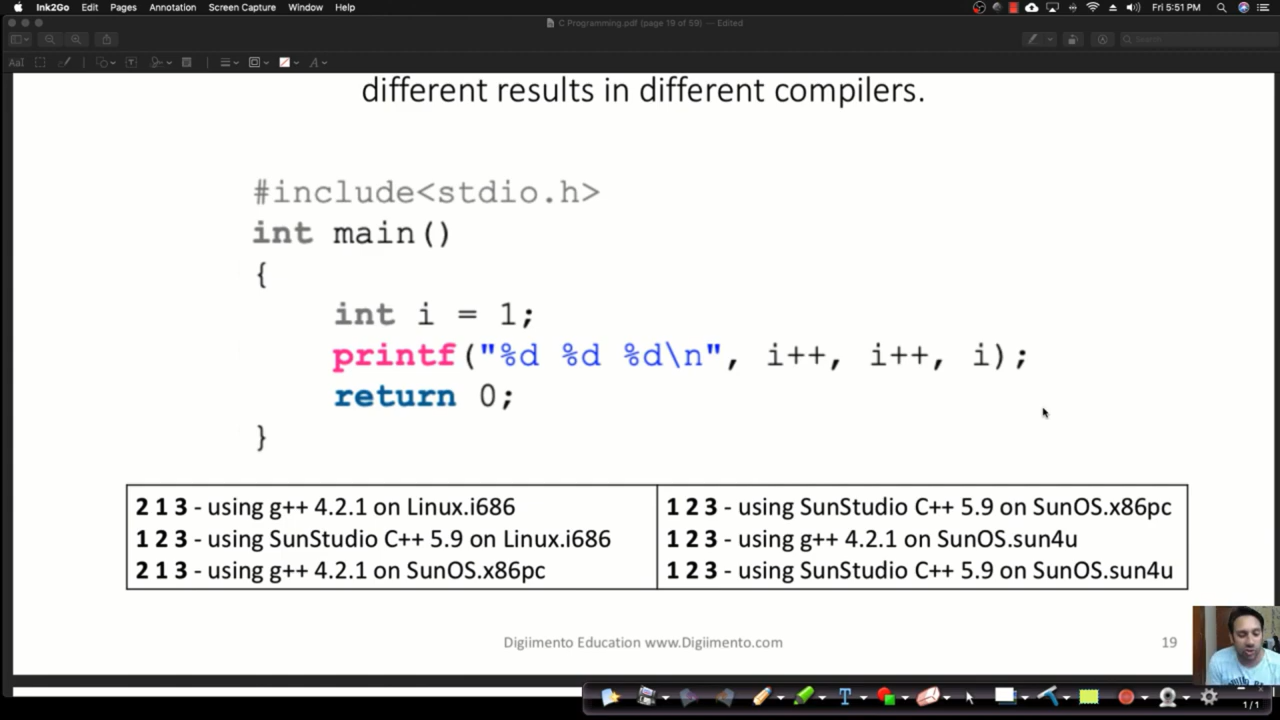 Ink2Go Edit Pages Annotation Screen Capture Window Help Fri 5:51 PM
C Programming.pdf (page 19 of 59) — Edited
Search
different results in different compilers.
#include<stdio.h>
int main()
{
int i = 1;
printf("%d %d %d\n", i++, i++, i);
return 0;
}
2 1 3 - using g++ 4.2.1 on Linux.i686
1 2 3 - using SunStudio C++ 5.9 on Linux.i686
2 1 3 - using g++ 4.2.1 on SunOS.x86pc
1 2 3 - using SunStudio C++ 5.9 on SunOS.x86pc
1 2 3 - using g++ 4.2.1 on SunOS.sun4u
1 2 3 - using SunStudio C++ 5.9 on SunOS.sun4u
Digiimento Education www.Digiimento.com 19
1/1